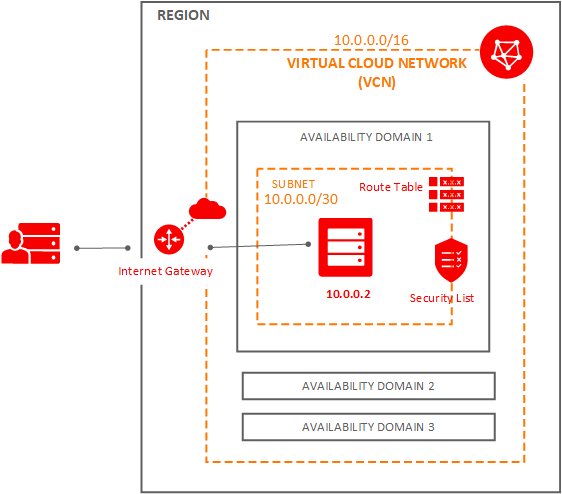 REGION
10.0.0.0/16
VIRTUAL CLOUD NETWORK
(VCN)
AVAILABILITY DOMAIN 1
SUBNET
10.0.0.0/30
Route Table
x.x.x
x.x.x
x.x.x
Internet Gateway
10.0.0.2
Security List
AVAILABILITY DOMAIN 2
AVAILABILITY DOMAIN 3